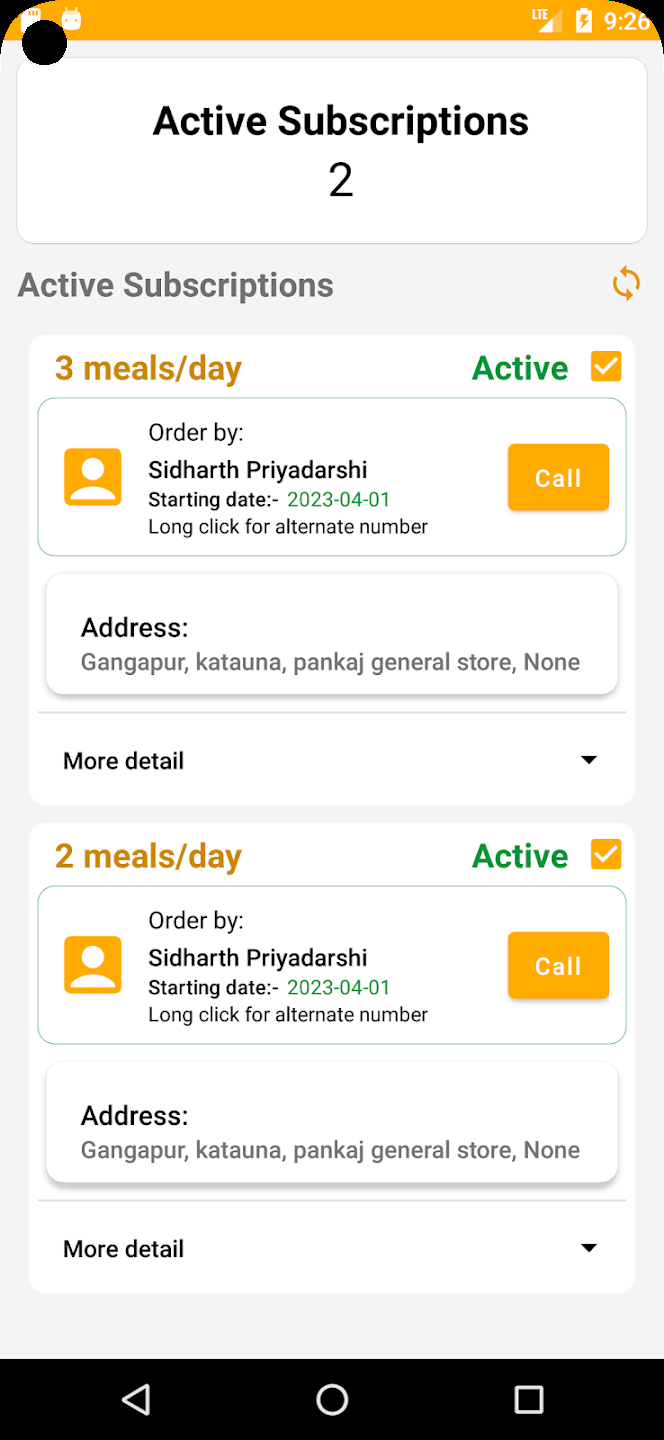 LTE 9:26
Active Subscriptions
2
Active Subscriptions
3 meals/day Active
Order by:
Sidharth Priyadarshi
Starting date:- 2023-04-01
Long click for alternate number
Call
Address:
Gangapur, katauna, pankaj general store, None
More detail
2 meals/day Active
Order by:
Sidharth Priyadarshi
Starting date:- 2023-04-01
Long click for alternate number
Call
Address:
Gangapur, katauna, pankaj general store, None
More detail